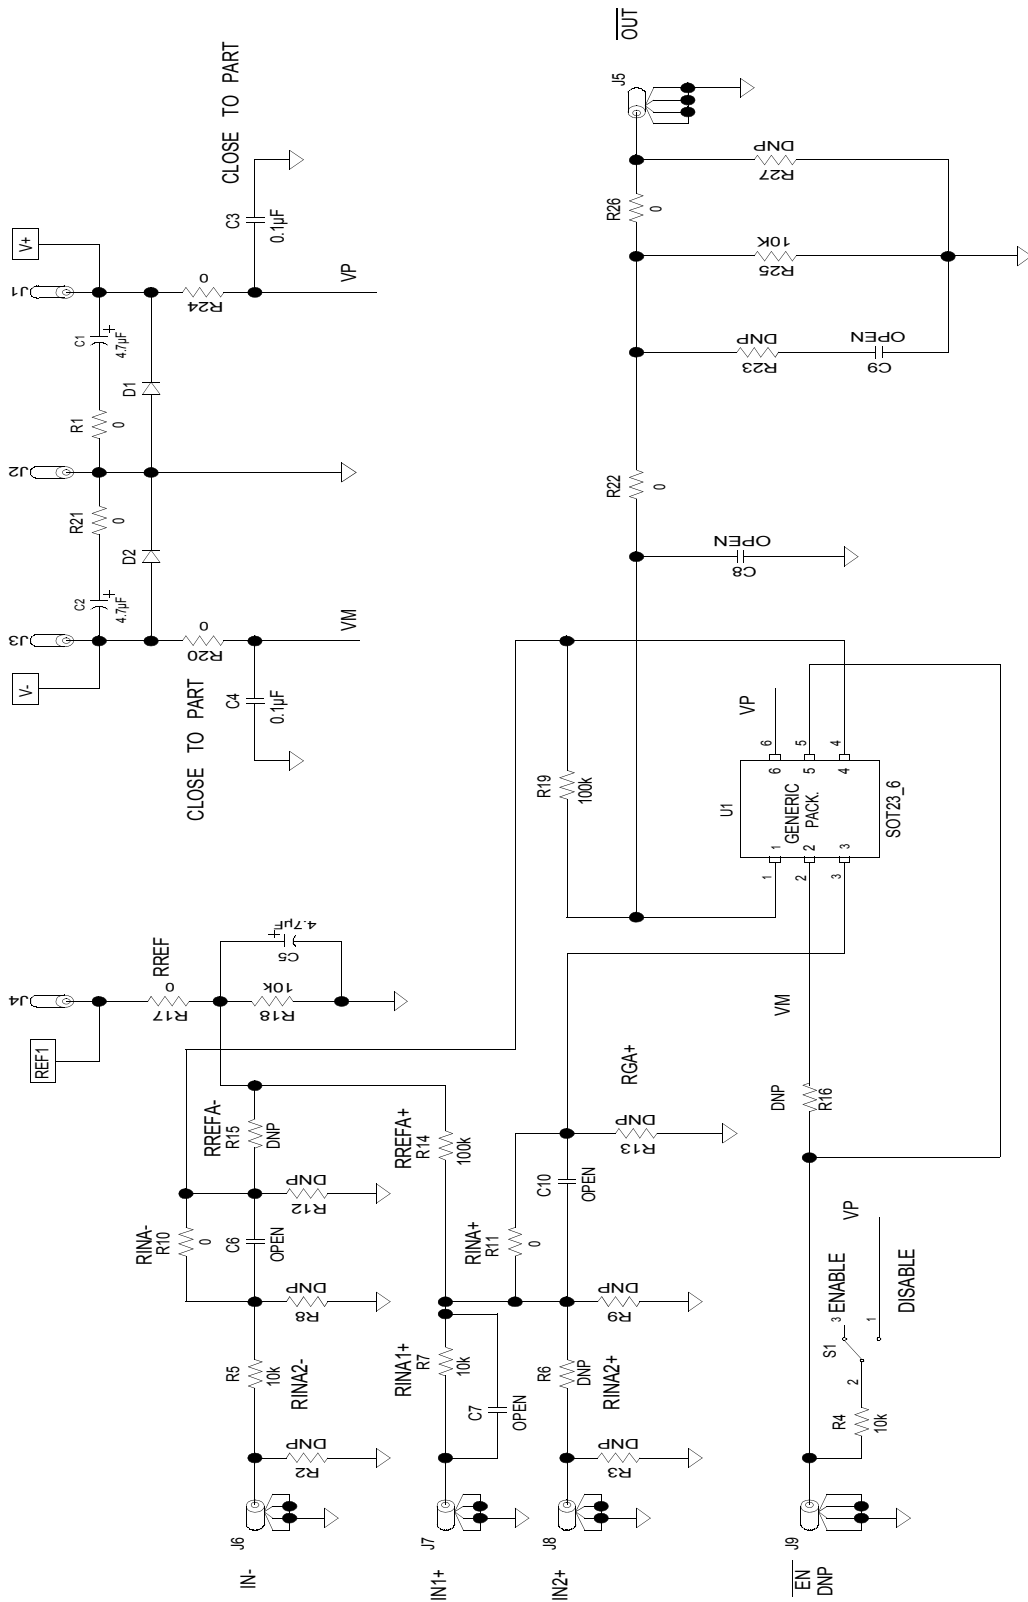 J1
V+
C1
4.7µF
+
R1
0
D1
R24
0
C3
0.1µF
CLOSE TO PART
VP
J2
R21
0
D2
C2
4.7µF
+
J3
V-
R20
0
VM
C4
0.1µF
CLOSE TO PART
J4
REF1
R17
0
RREF
R18
10k
C5
4.7µF
+
RREFA-
R15
DNP
RREFA+
R14
100k
RINA-
R10
0
C6
OPEN
R12
DNP
R8
DNP
R5
10k
RINA2-
R2
DNP
J6
IN-
RINA1+
R7
10k
C7
OPEN
J7
IN1+
RINA+
R11
0
C10
OPEN
R13
DNP
RGA+
R9
DNP
R6
DNP
RINA2+
R3
DNP
J8
IN2+
J9
EN
DNP
R4
10k
S1
2
3
1
ENABLE
DISABLE
VP
DNP
R16
VM
U1
GENERIC
PACK.
SOT23_6
1
2
3
4
5
6
1
2
3
4
5
6
VP
R19
100k
C8
OPEN
R22
0
R23
DNP
C9
OPEN
R25
10K
R26
0
R27
DNP
J5
OUT